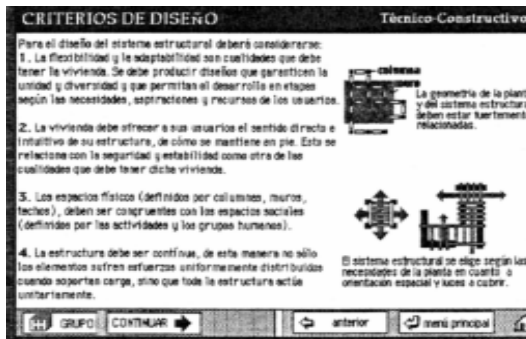 CRITERIOS DE DISEÑO
Técnico-Constructivo
Para el diseño del sistema estructural deberá considerarse:
1. La flexibilidad y la adaptabilidad son cualidades que debe
tener la vivienda. Se debe producir diseños que garanticen la
unidad y diversidad y que permitan el desarrollo en etapas
según las necesidades, aspiraciones y recursos de los usuarios.
2. La vivienda debe ofrecer a sus usuarios el sentido directo e
intuitivo de su estructura, de cómo se mantiene en pie. Esto se
relaciona con la seguridad y estabilidad como otra de las
cualidades que debe tener dicha vivienda.
3. Los espacios físicos (definidos por columnas, muros,
techos), deben ser congruentes con los espacios sociales
(definidos por las actividades y los grupos humanos).
4. La estructura debe ser contínua, de esta manera no sólo
los elementos sufren esfuerzos uniformemente distribuidos
cuando soportan carga, sino que toda la estructura actúa
unitariamente.
columna
La geometría de la planta
y del sistema estructural
deben estar fuertemente
relacionadas.
El sistema estructural se elige según las
necesidades de la planta en cuanto a
orientación espacial y luces a cubrir.
GRUPO
CONTINUAR
anterior
menú principal